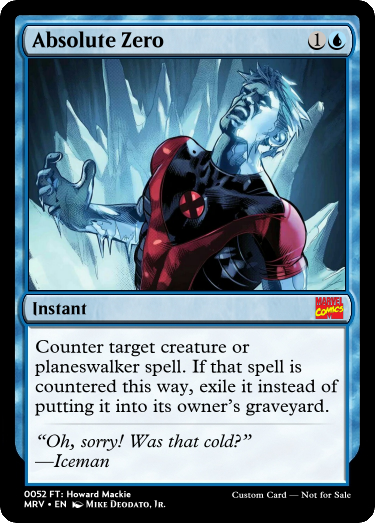 Absolute Zero 1
Instant
MARVEL
COMICS
Counter target creature or
planeswalker spell. If that spell is
countered this way, exile it instead of
putting it into its owner's graveyard.
“Oh, sorry! Was that cold?”
—Iceman
0052 FT: Howard Mackie
MRV • EN Mike Deodato, Jr.
Custom Card — Not for Sale